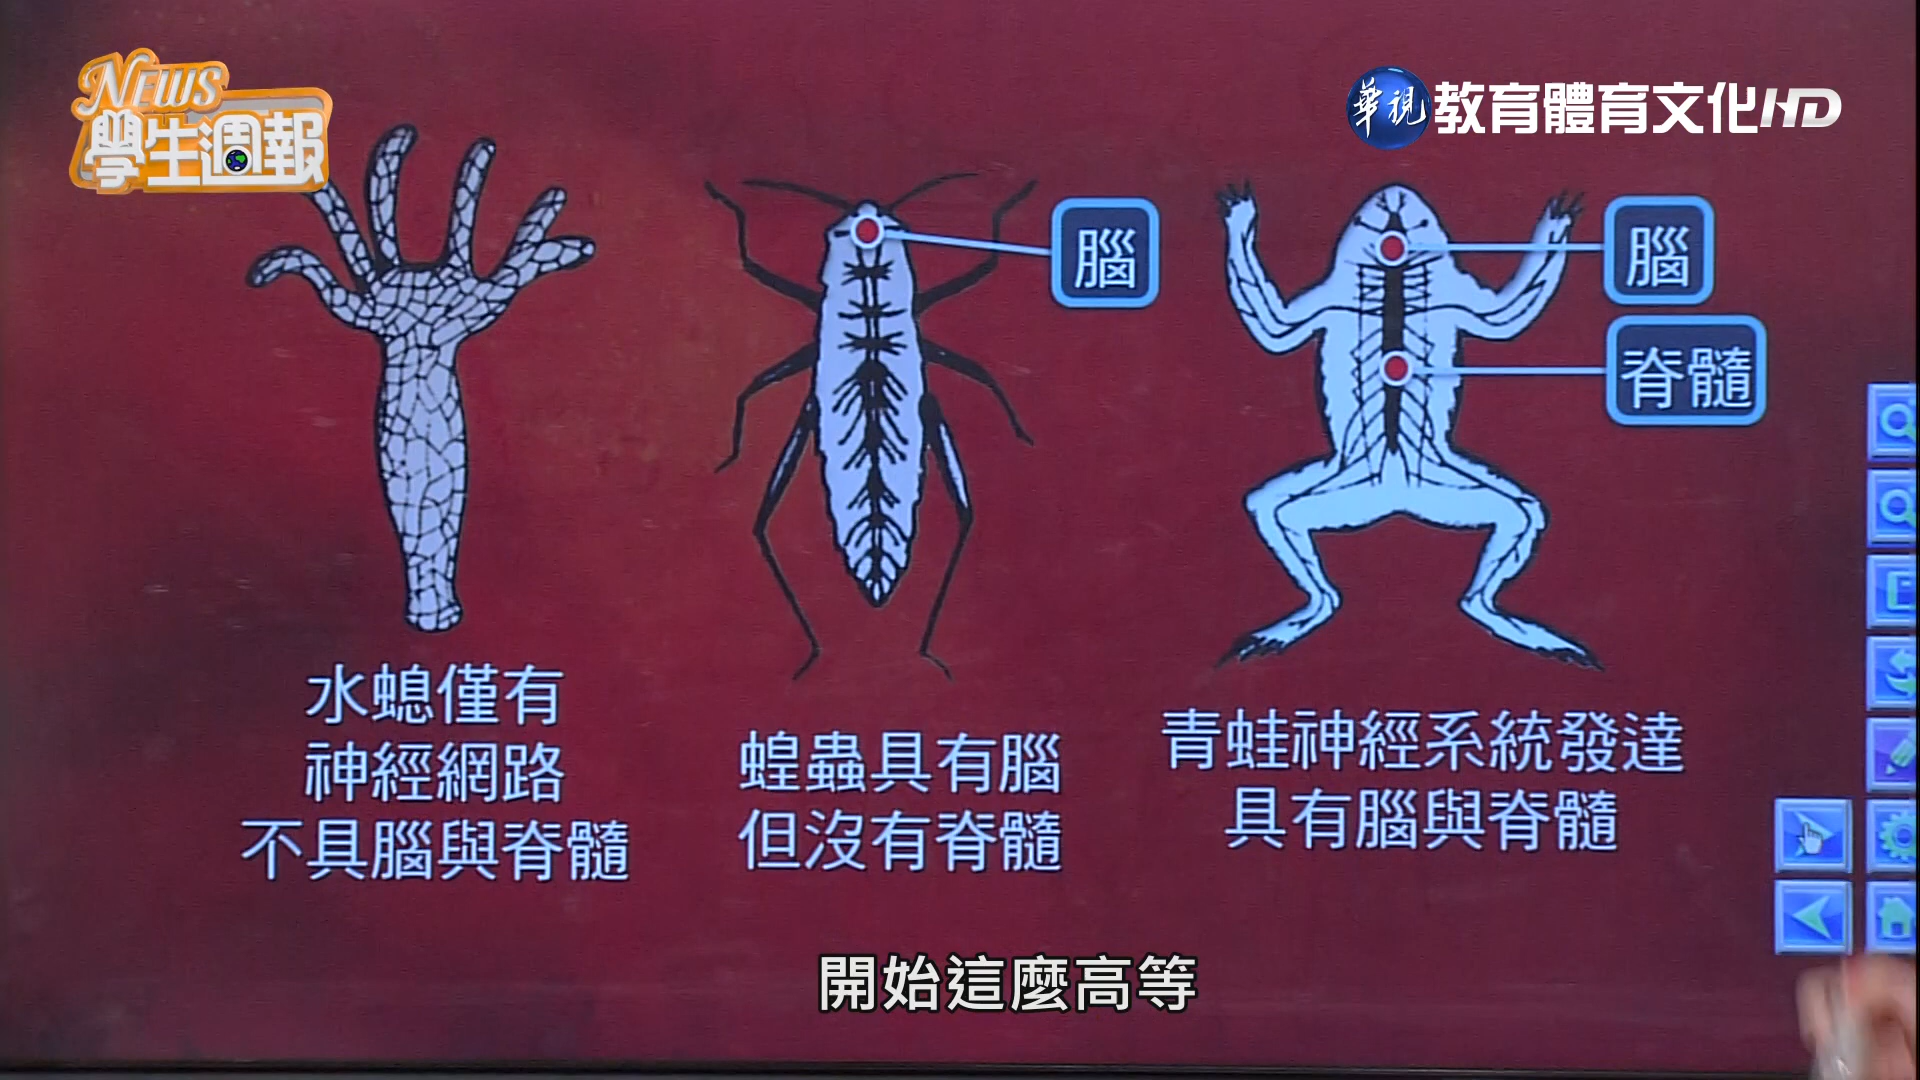 NEWS
學生週報
華視 教育體育文化HD
腦
腦
脊髓
水螅僅有
神經網路
不具腦與脊髓
蝗蟲具有腦
但沒有脊髓
青蛙神經系統發達
具有腦與脊髓
開始這麼高等